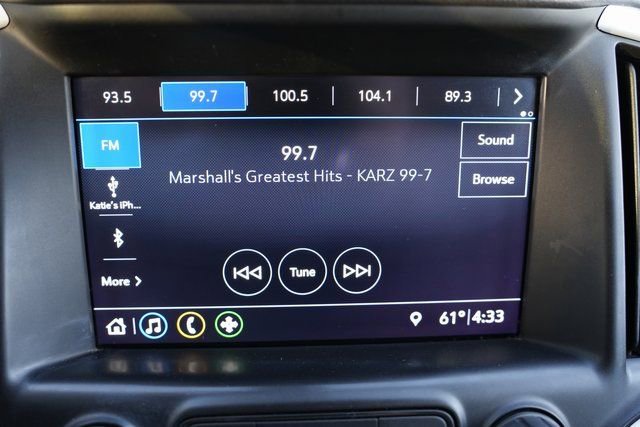 93.5 | 99.7 | 100.5 | 104.1 | 89.3 |
FM
99.7
Sound
Marshall's Greatest Hits - KARZ 99-7
Browse
Katie's iPh...
More
Tune
61° | 4:33